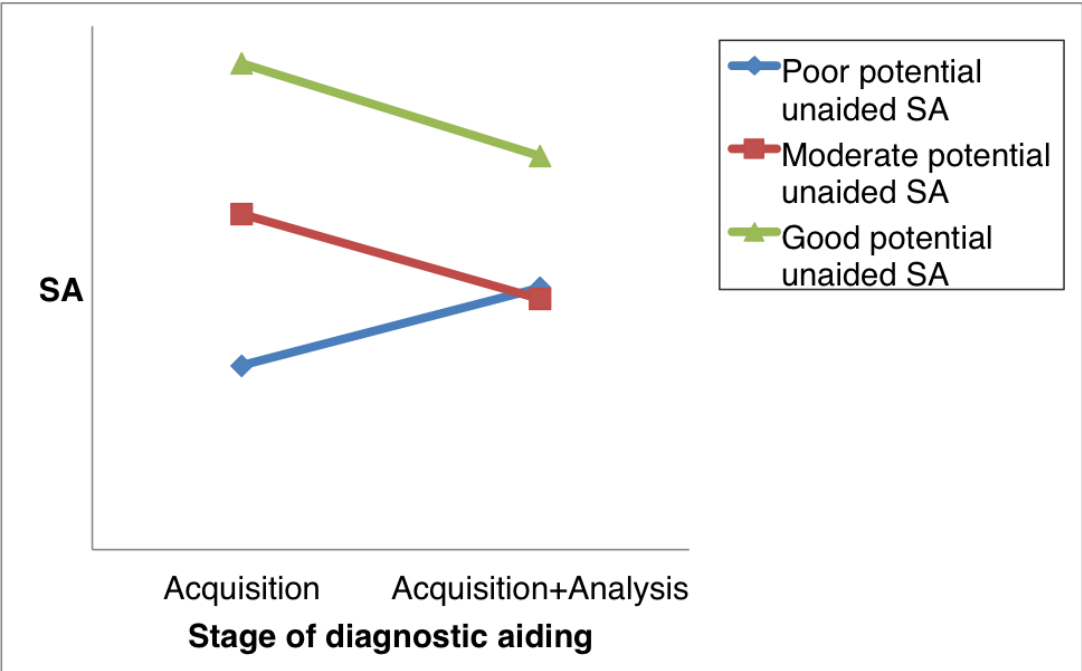 Poor potential
unaided SA
Moderate potential
unaided SA
Good potential
unaided SA
SA
Acquisition
Acquisition+Analysis
Stage of diagnostic aiding